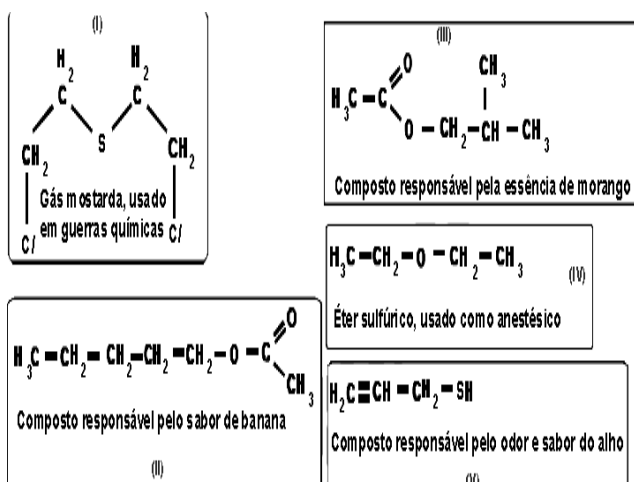 (I)
H2 H2
C C
S
CH2 CH2
Gás mostarda, usado
em guerras químicas
Cl Cl
(III)
O CH3
H3C–C
O–CH2–CH–CH3
Composto responsável pela essência de morango
H3C–CH2–O–CH2–CH3
(IV)
Éter sulfúrico, usado como anestésico
O
H3C–CH2–CH2–CH2–CH2–O–C
CH3
Composto responsável pelo sabor de banana
(II)
H2C=CH–CH2–SH
Composto responsável pelo odor e sabor do alho
(V)